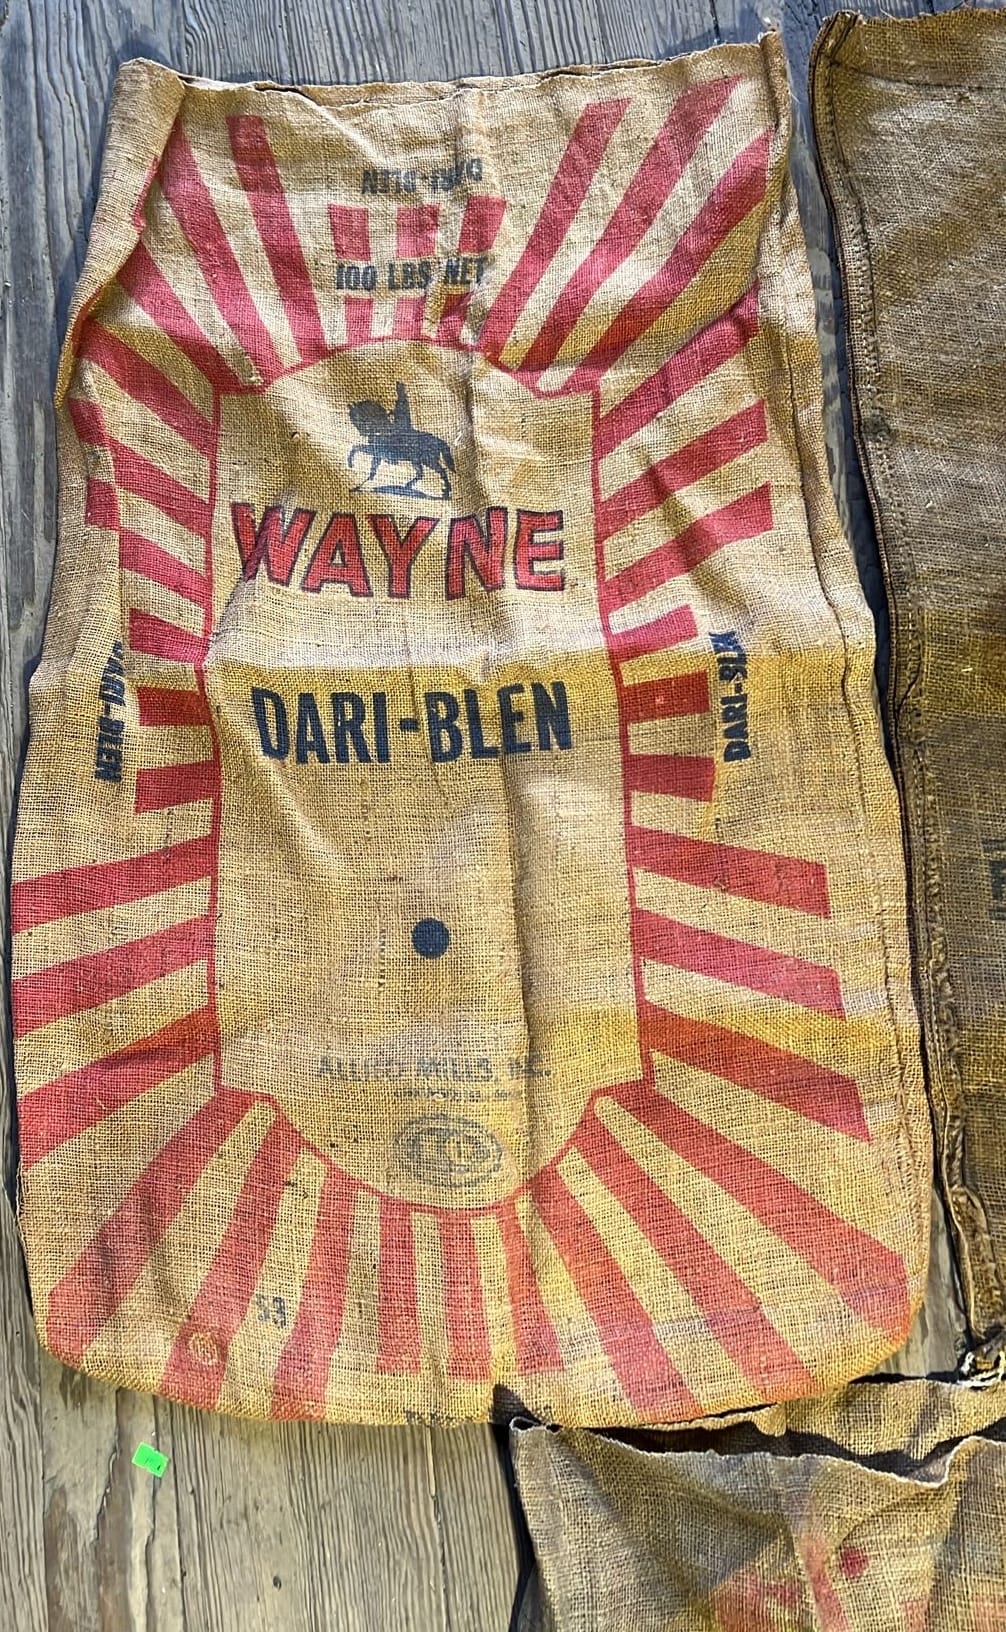 DARI-BLEN
100 LBS NET
WAYNE
DARI-BLEN
DARI-BLEN
DARI-BLEN
ALLIED MILLS, INC.